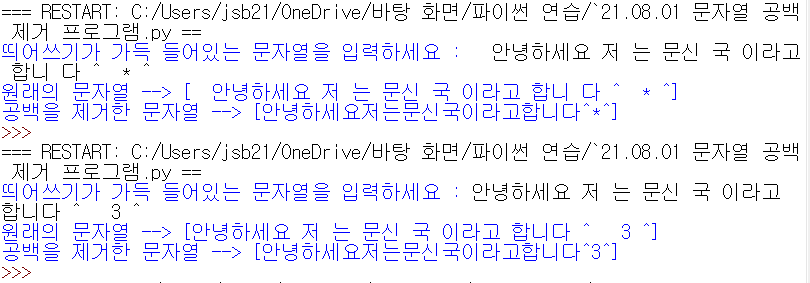 === RESTART: C:/Users/jsb21/OneDrive/바탕 화면/파이썬 연습/`21.08.01 문자열 공백
 제거 프로그램.py ==
띄어쓰기가 가득 들어있는 문자열을 입력하세요 :   안녕하세요 저 는 문신 국 이라고
 합니 다 ^  * ^
원래의 문자열 --> [  안녕하세요 저 는 문신 국 이라고 합니 다 ^  * ^]
공백을 제거한 문자열 --> [안녕하세요저는문신국이라고합니다^*^]
>>>
=== RESTART: C:/Users/jsb21/OneDrive/바탕 화면/파이썬 연습/`21.08.01 문자열 공백
 제거 프로그램.py ==
띄어쓰기가 가득 들어있는 문자열을 입력하세요 : 안녕하세요 저 는 문신 국 이라고
합니다 ^   3 ^
원래의 문자열 --> [안녕하세요 저 는 문신 국 이라고 합니다 ^   3 ^]
공백을 제거한 문자열 --> [안녕하세요저는문신국이라고합니다^3^]
>>>